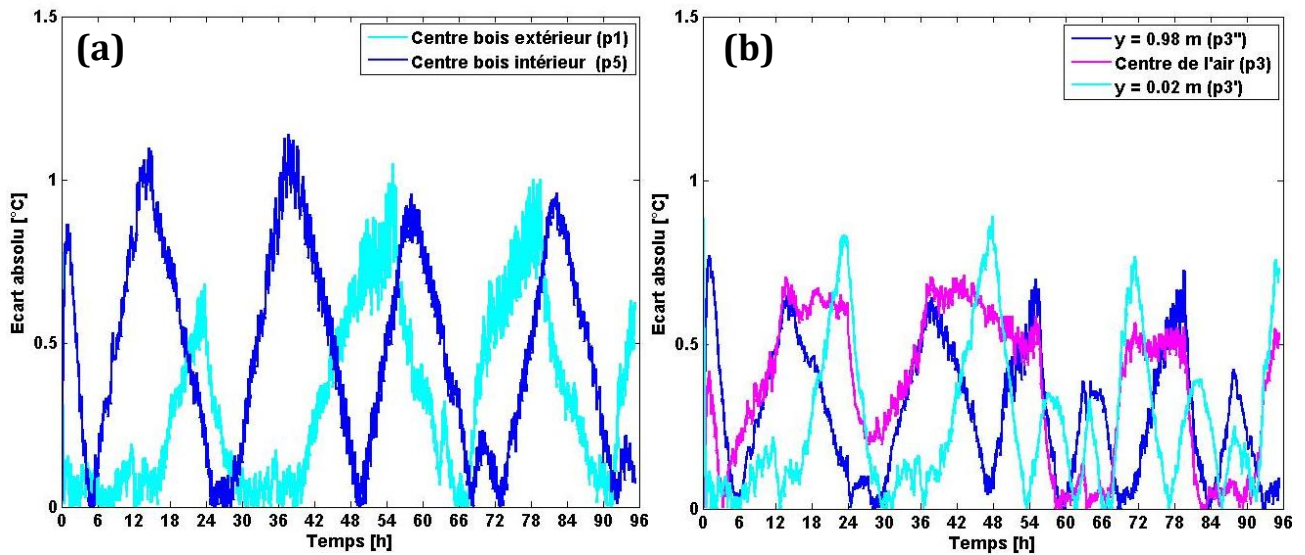 (a)
Centre bois extérieur (p1)
Centre bois intérieur (p5)
Ecart absolu [°C]
1.5
1
0.5
0
0 6 12 18 24 30 36 42 48 54 60 66 72 78 84 90 96
Temps [h]
(b)
y = 0.98 m (p3'')
Centre de l'air (p3)
y = 0.02 m (p3')
Ecart absolu [°C]
1.5
1
0.5
0
0 6 12 18 24 30 36 42 48 54 60 66 72 78 84 90 96
Temps [h]